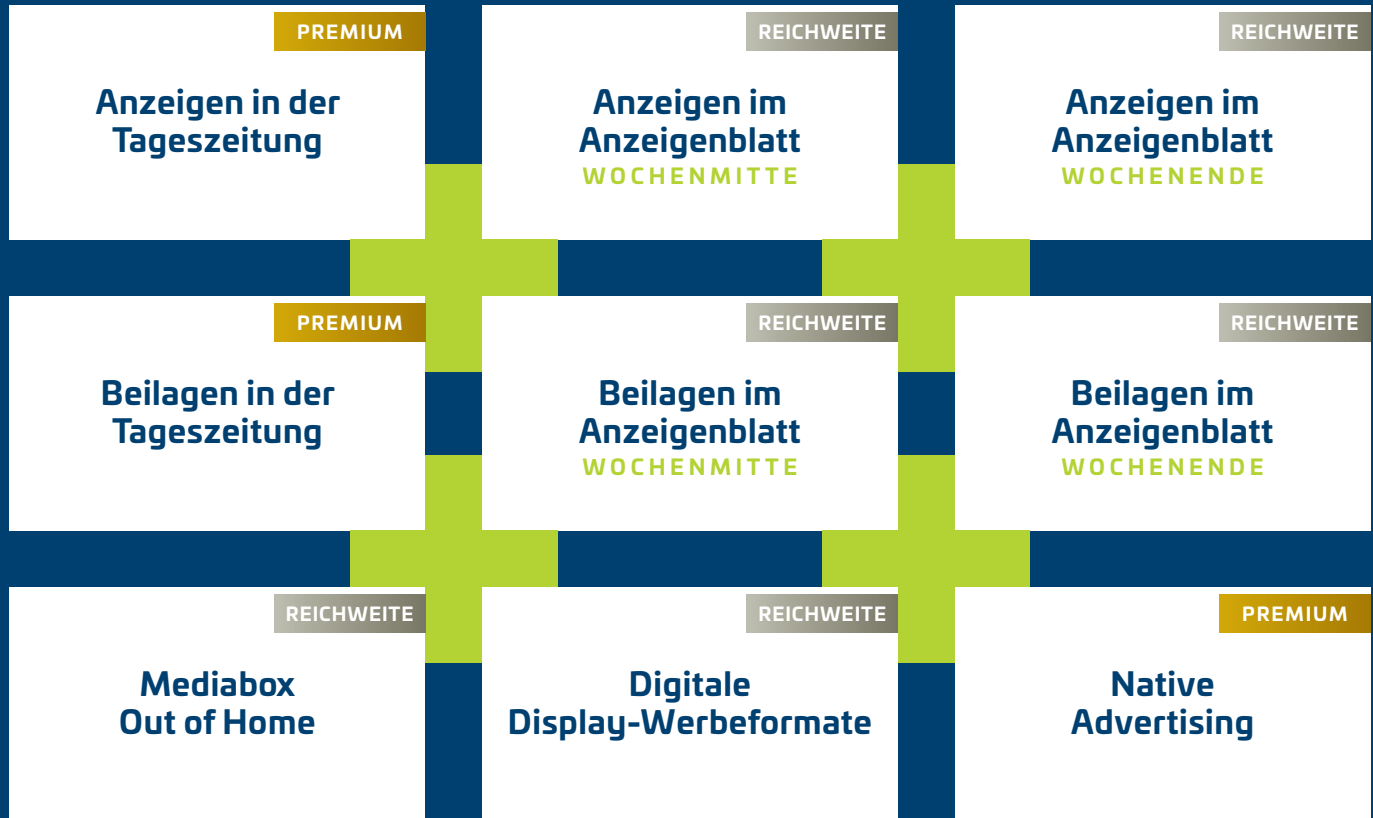 PREMIUM
Anzeigen in der
Tageszeitung
REICHWEITE
Anzeigen im
Anzeigenblatt
WOCHENMITTE
REICHWEITE
Anzeigen im
Anzeigenblatt
WOCHENENDE
PREMIUM
Beilagen in der
Tageszeitung
REICHWEITE
Beilagen im
Anzeigenblatt
WOCHENMITTE
REICHWEITE
Beilagen im
Anzeigenblatt
WOCHENENDE
REICHWEITE
Mediabox
Out of Home
REICHWEITE
Digitale
Display-Werbeformate
PREMIUM
Native
Advertising